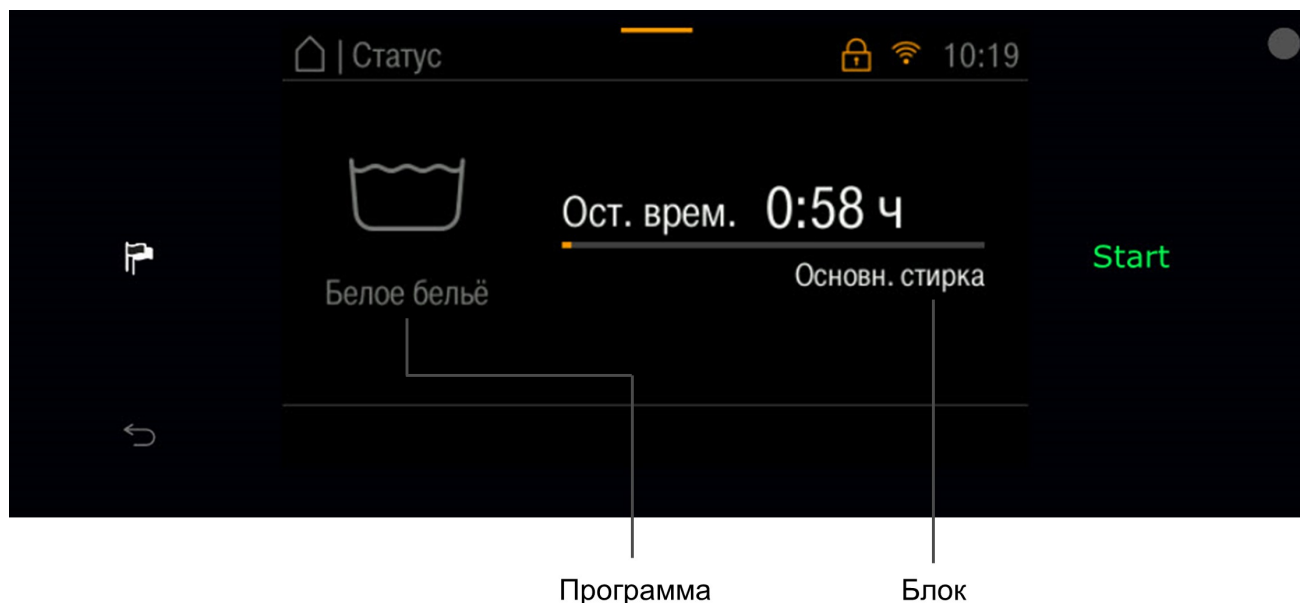 | Статус
10:19
Ост. врем. 0:58 ч
Основн. стирка
Белое бельё
Start
Программа
Блок